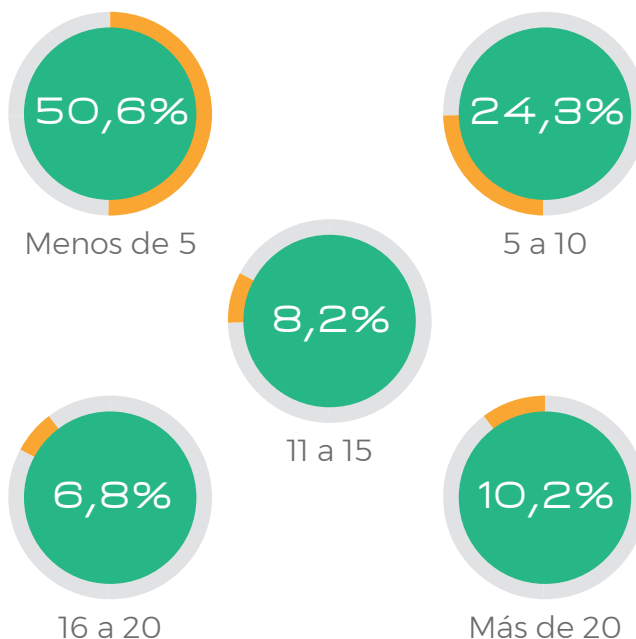 50,6%
Menos de 5
24,3%
5 a 10
8,2%
11 a 15
6,8%
16 a 20
10,2%
Más de 20